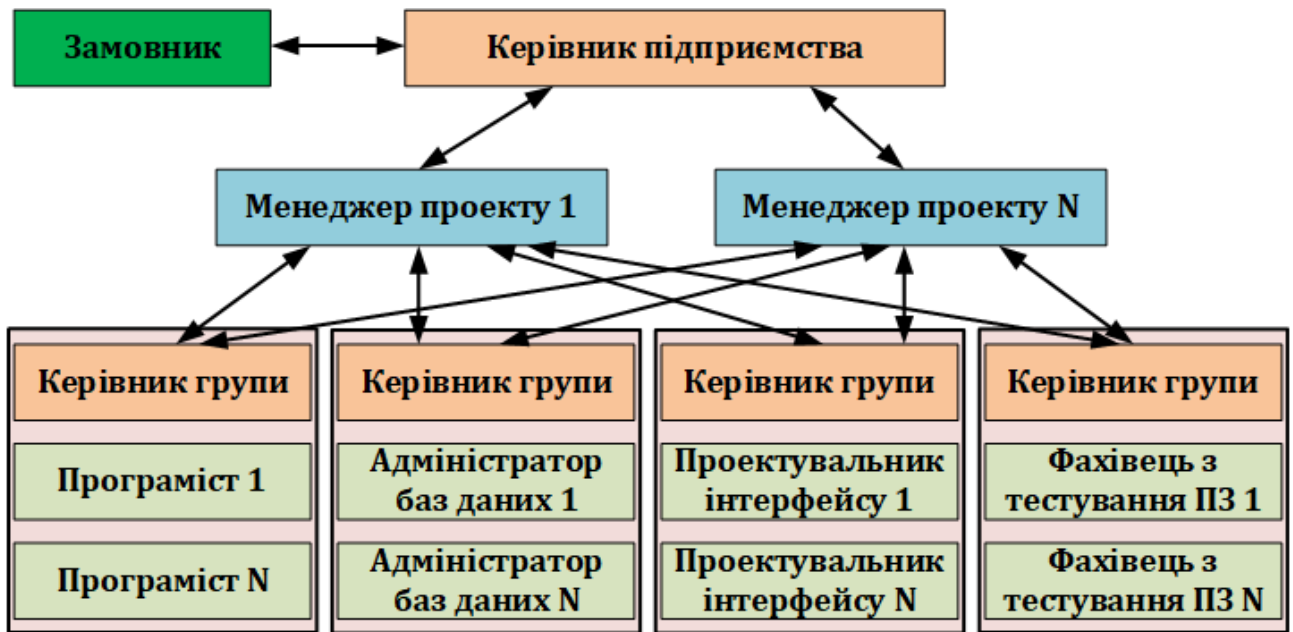 Замовник
Керівник підприємства
Менеджер проекту 1
Менеджер проекту N
Керівник групи
Керівник групи
Керівник групи
Керівник групи
Програміст 1
Адміністратор
баз даних 1
Проектувальник
інтерфейсу 1
Фахівець з
тестування ПЗ 1
Програміст N
Адміністратор
баз даних N
Проектувальник
інтерфейсу N
Фахівець з
тестування ПЗ N